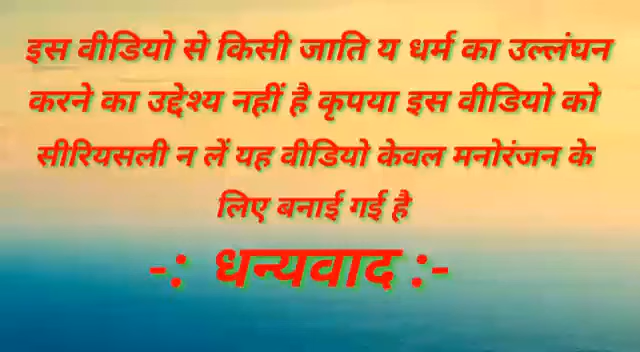 इस वीडियो से किसी जाति य धर्म का उल्लंघन
करने का उद्देश्य नहीं है कृपया इस वीडियो को
सीरियसली न लें यह वीडियो केवल मनोरंजन के
लिए बनाई गई है
-: धन्यवाद :-